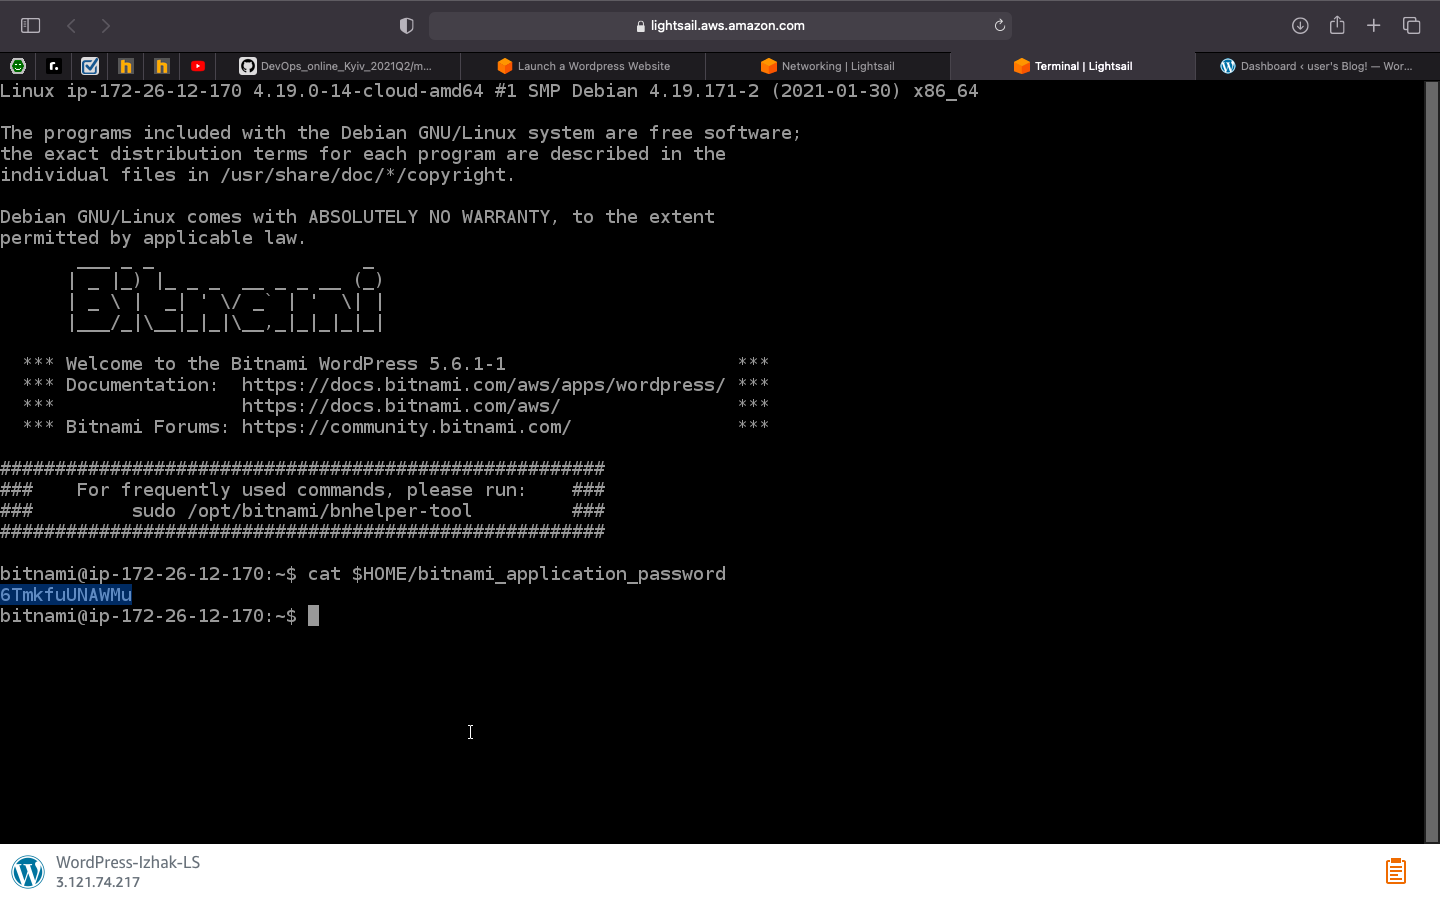 lightsail.aws.amazon.com
DevOps_online_Kyiv_2021Q2/m...
Launch a Wordpress Website
Networking | Lightsail
Terminal | Lightsail
Dashboard ‹ user's Blog! — Wor...
Linux ip-172-26-12-170 4.19.0-14-cloud-amd64 #1 SMP Debian 4.19.171-2 (2021-01-30) x86_64
The programs included with the Debian GNU/Linux system are free software;
the exact distribution terms for each program are described in the
individual files in /usr/share/doc/*/copyright.
Debian GNU/Linux comes with ABSOLUTELY NO WARRANTY, to the extent
permitted by applicable law.
Bitnami
*** Welcome to the Bitnami WordPress 5.6.1-1 ***
*** Documentation: https://docs.bitnami.com/aws/apps/wordpress/ ***
*** https://docs.bitnami.com/aws/ ***
*** Bitnami Forums: https://community.bitnami.com/ ***
#######################################################
### For frequently used commands, please run: ###
### sudo /opt/bitnami/bnhelper-tool ###
#######################################################
bitnami@ip-172-26-12-170:~$ cat $HOME/bitnami_application_password
6TmkfuUNAWMu
bitnami@ip-172-26-12-170:~$
WordPress-Izhak-LS
3.121.74.217